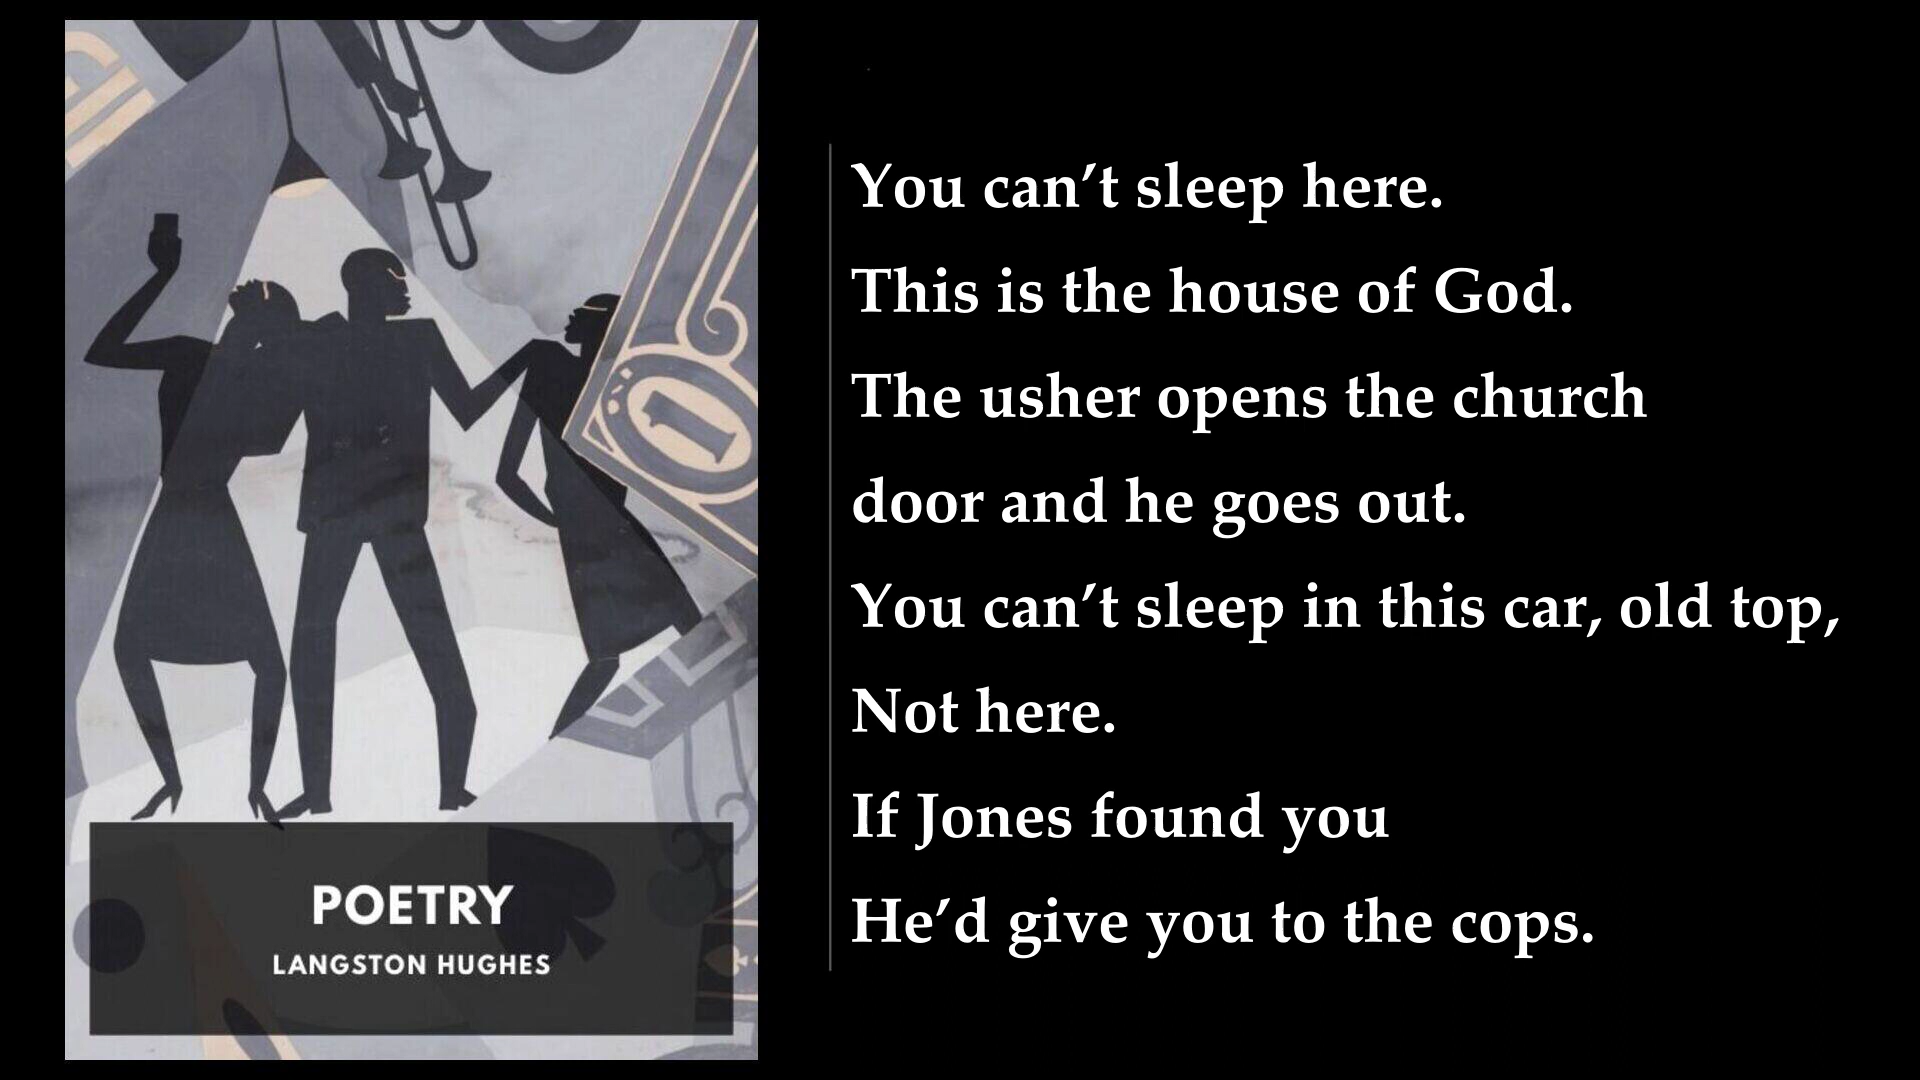 POETRY
LANGSTON HUGHES
You can’t sleep here.
This is the house of God.
The usher opens the church
door and he goes out.
You can’t sleep in this car, old top,
Not here.
If Jones found you
He’d give you to the cops.